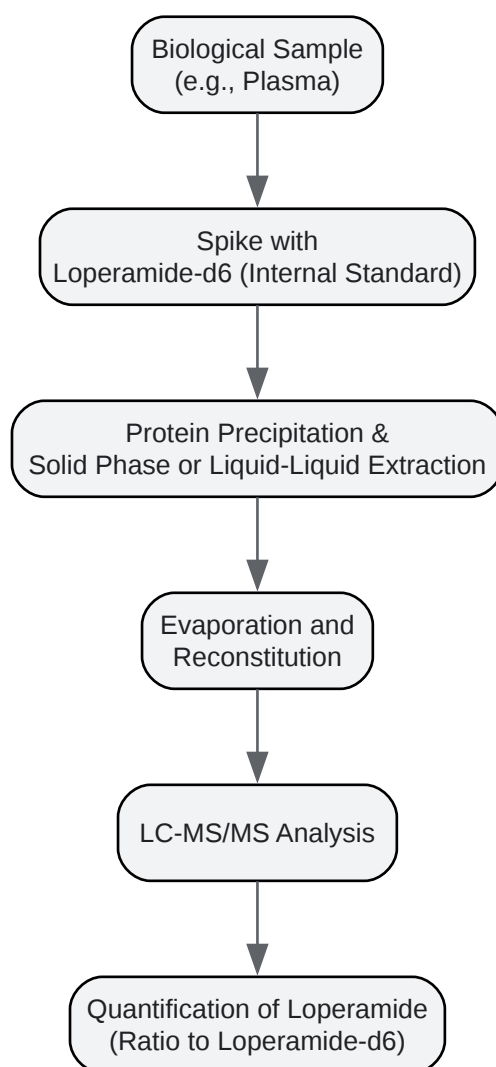 Biological Sample
(e.g., Plasma)
Spike with
Loperamide-d6 (Internal Standard)
Protein Precipitation &
Solid Phase or Liquid-Liquid Extraction
Evaporation and
Reconstitution
LC-MS/MS Analysis
Quantification of Loperamide
(Ratio to Loperamide-d6)